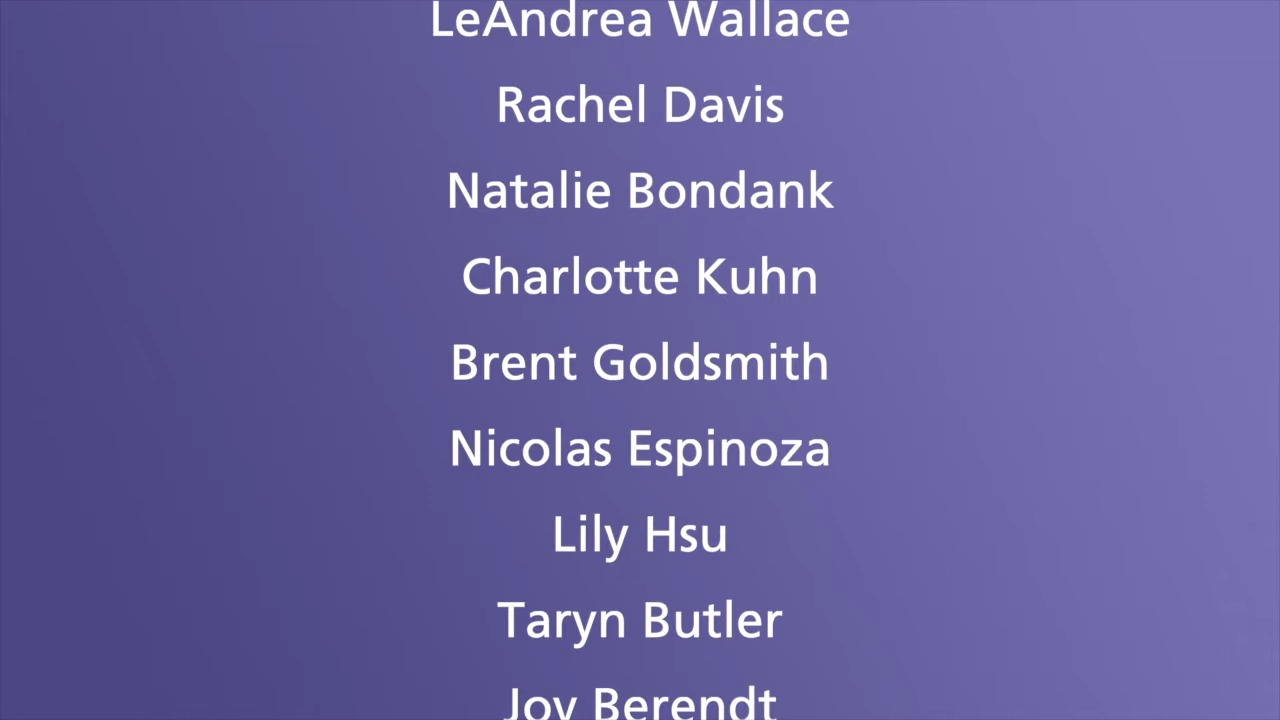 LeAndrea Wallace
Rachel Davis
Natalie Bondank
Charlotte Kuhn
Brent Goldsmith
Nicolas Espinoza
Lily Hsu
Taryn Butler
Joy Berendt